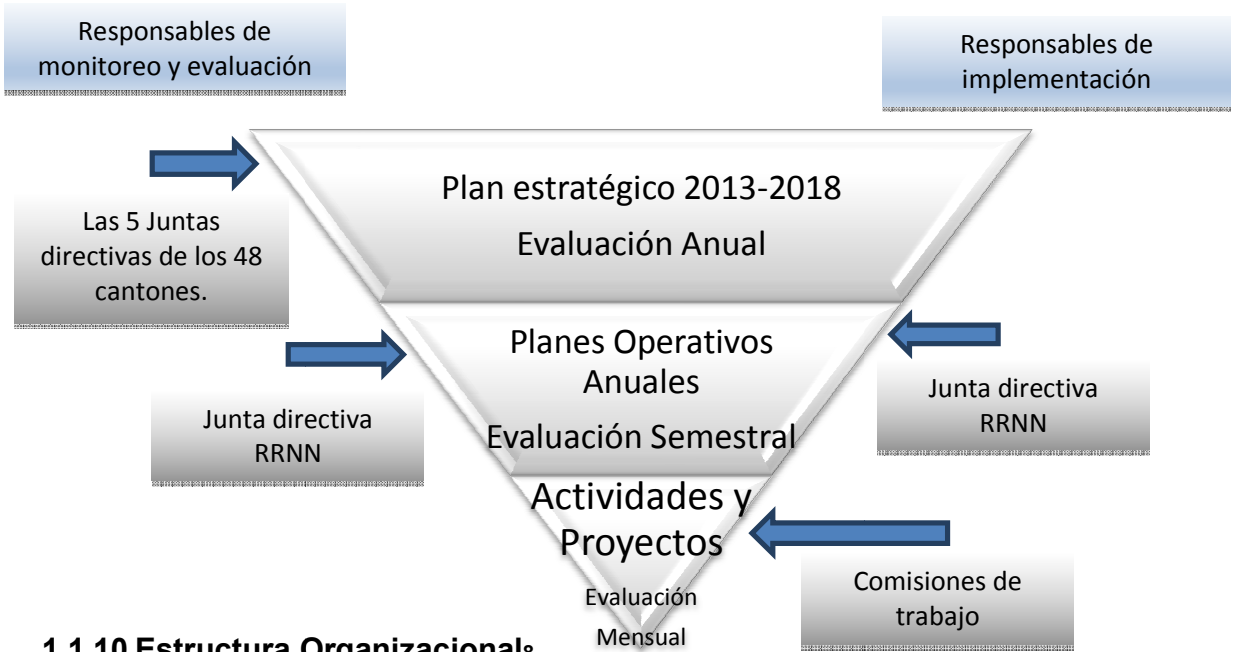 Responsables de
monitoreo y evaluación
Responsables de
implementación
Plan estratégico 2013-2018
Evaluación Anual
Las 5 Juntas
directivas de los 48
cantones.
Planes Operativos
Anuales
Evaluación Semestral
Junta directiva
RRNN
Junta directiva
RRNN
Actividades y
Proyectos
Evaluación
Mensual
Comisiones de
trabajo
1.1.10 Estructura Organizacional8